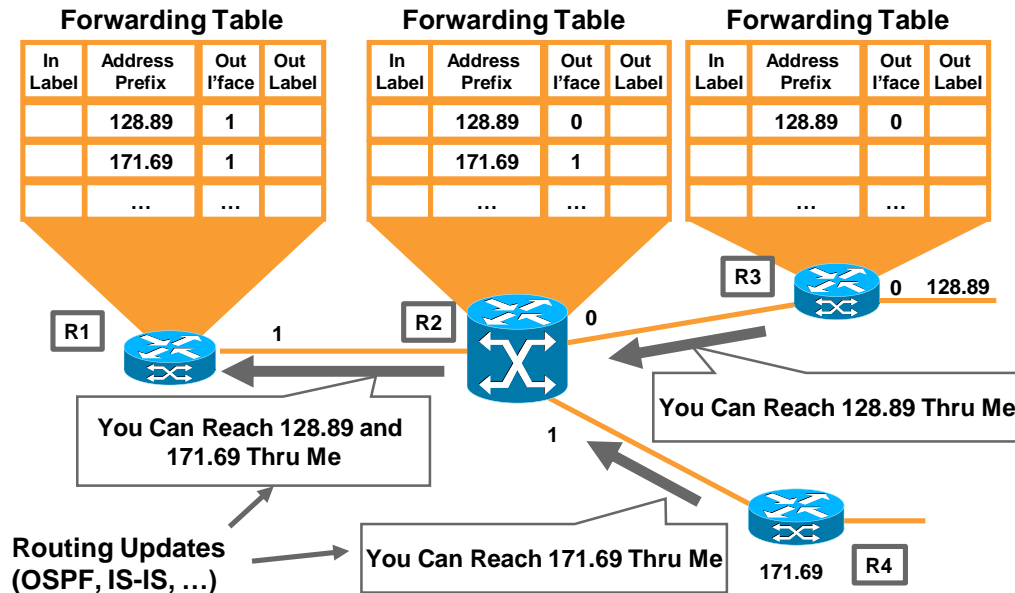 Forwarding Table
In Label Address Prefix Out I’face Out Label
128.89 1
171.69 1
… …
Forwarding Table
In Label Address Prefix Out I’face Out Label
128.89 0
171.69 1
… …
Forwarding Table
In Label Address Prefix Out I’face Out Label
128.89 0
… …
R1
1
R2
0
R3
0 128.89
You Can Reach 128.89 and
171.69 Thru Me
You Can Reach 128.89 Thru Me
1
Routing Updates
(OSPF, IS-IS, …)
You Can Reach 171.69 Thru Me
171.69
R4